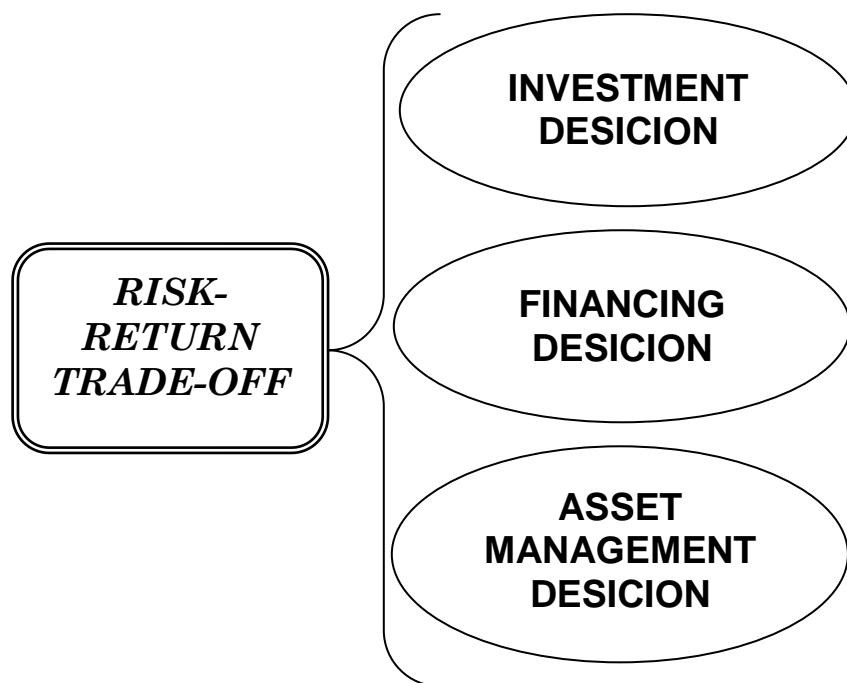 RISK-
RETURN
TRADE-OFF
INVESTMENT
DESICION
FINANCING
DESICION
ASSET
MANAGEMENT
DESICION